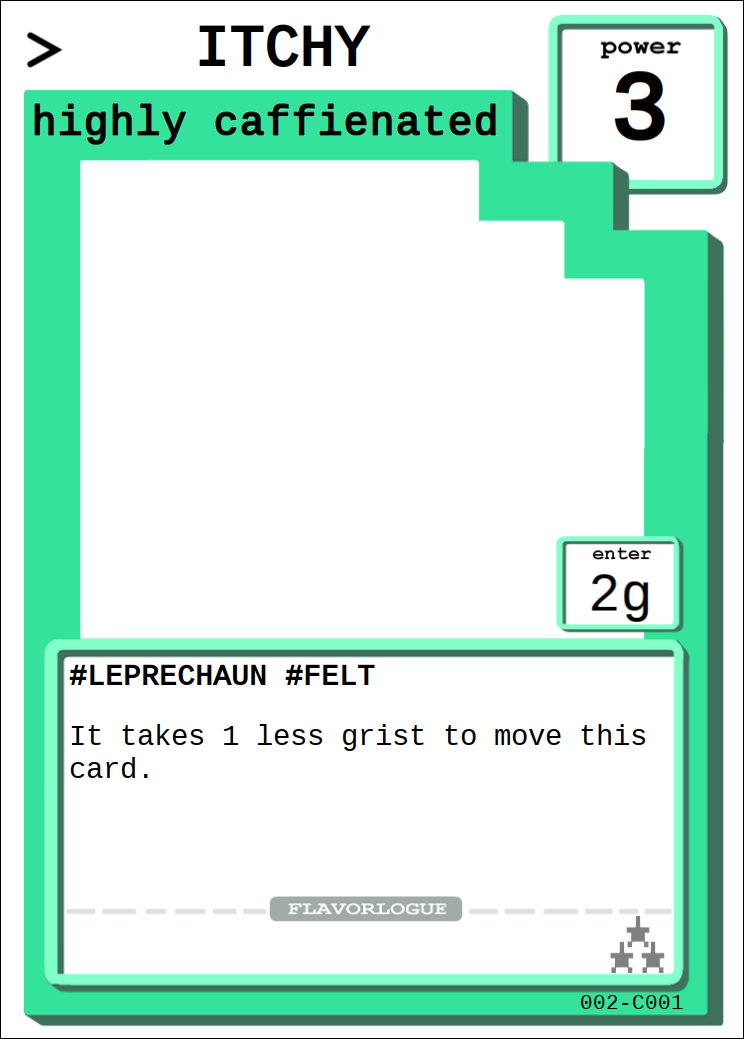 > ITCHY
power
3
highly caffienated
enter
2g
#LEPRECHAUN #FELT
It takes 1 less grist to move this
card.
FLAVORLOGUE
002-C001